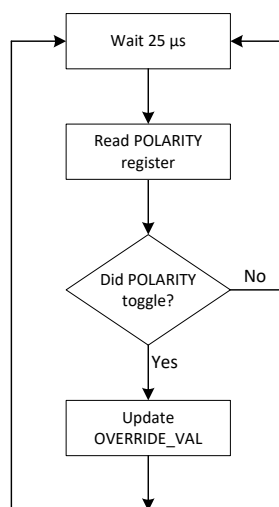 Wait 25 µs
Read POLARITY
register
Did POLARITY
toggle?
No
Yes
Update
OVERRIDE_VAL